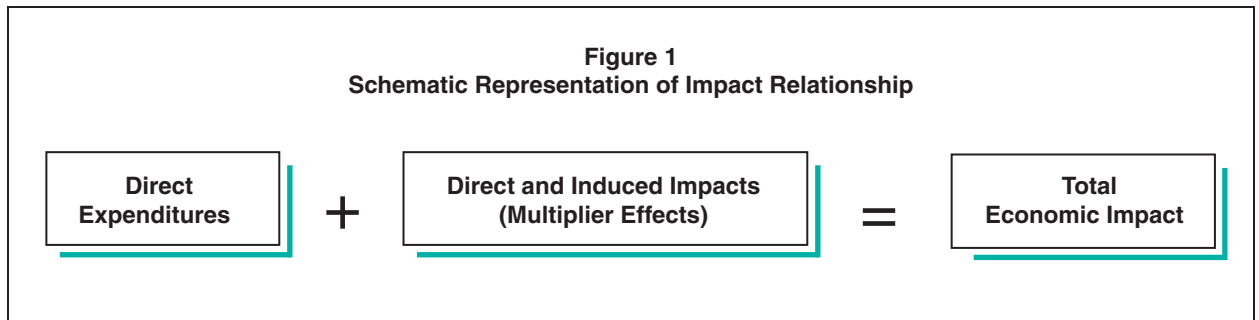 Figure 1
Schematic Representation of Impact Relationship
Direct
Expenditures
+
Direct and Induced Impacts
(Multiplier Effects)
=
Total
Economic Impact